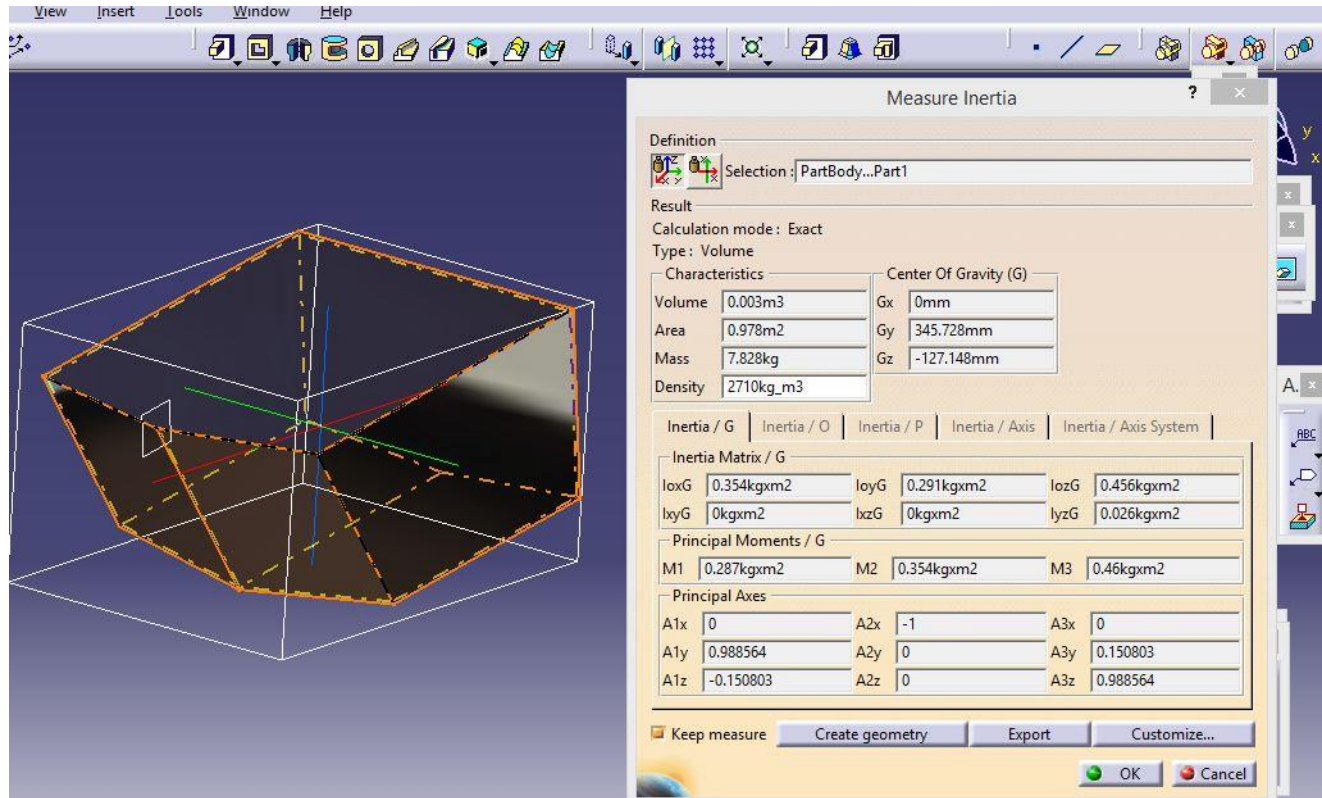 View Insert Tools Window Help
Measure Inertia ? x
y
x
Definition
Selection : PartBody...Part1
Result
Calculation mode : Exact
Type : Volume
Characteristics Center Of Gravity (G)
Volume 0.003m3 Gx 0mm
Area 0.978m2 Gy 345.728mm
Mass 7.828kg Gz -127.148mm
Density 2710kg_m3
A. x
Inertia / G Inertia / O Inertia / P Inertia / Axis Inertia / Axis System
ABC
Inertia Matrix / G
IoxG 0.354kgxm2 IoyG 0.291kgxm2 IozG 0.456kgxm2
IxyG 0kgxm2 IxzG 0kgxm2 IyzG 0.026kgxm2
Principal Moments / G
M1 0.287kgxm2 M2 0.354kgxm2 M3 0.46kgxm2
Principal Axes
A1x 0 A2x -1 A3x 0
A1y 0.988564 A2y 0 A3y 0.150803
A1z -0.150803 A2z 0 A3z 0.988564
Keep measure Create geometry Export Customize...
OK Cancel